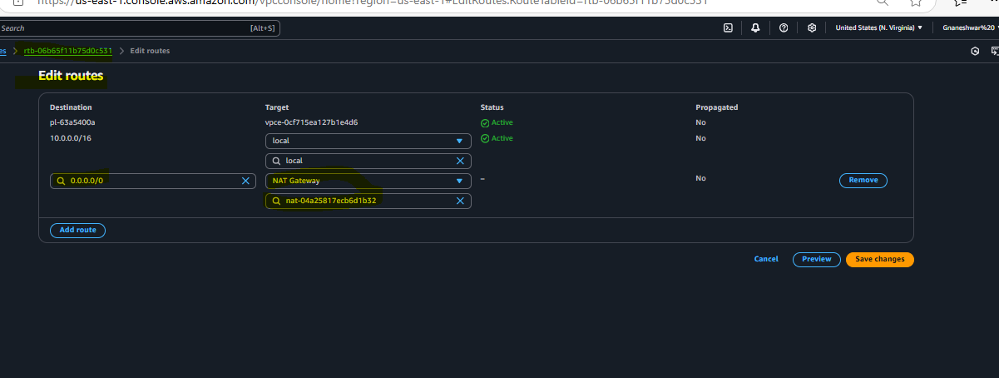 https://us-east-1.console.aws.amazon.com/vpcconsole/home?region=us-east-1#EditRoutes:RouteTableId=rtb-06b65f11b75d0c531
Search [Alt+S] United States (N. Virginia) Gnaneshwar%20
es > rtb-06b65f11b75d0c531 > Edit routes
Edit routes
Destination Target Status Propagated
pl-63a5400a vpce-0cf715ea127b1e4d6 Active No
10.0.0.0/16 local Active No
local
0.0.0.0/0 NAT Gateway – No Remove
nat-04a25817ecb6d1b32
Add route
Cancel Preview Save changes